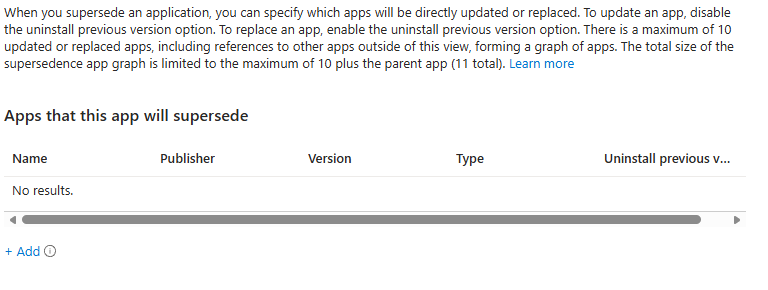 When you supersede an application, you can specify which apps will be directly updated or replaced. To update an app, disable
the uninstall previous version option. To replace an app, enable the uninstall previous version option. There is a maximum of 10
updated or replaced apps, including references to other apps outside of this view, forming a graph of apps. The total size of the
supersedence app graph is limited to the maximum of 10 plus the parent app (11 total). Learn more
Apps that this app will supersede
Name Publisher Version Type Uninstall previous v...
No results.
+ Add